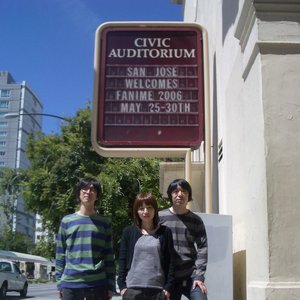 CIVIC
AUDITORIUM
SAN JOSE
WELCOMES
FANIME 2006
MAY 25-30TH